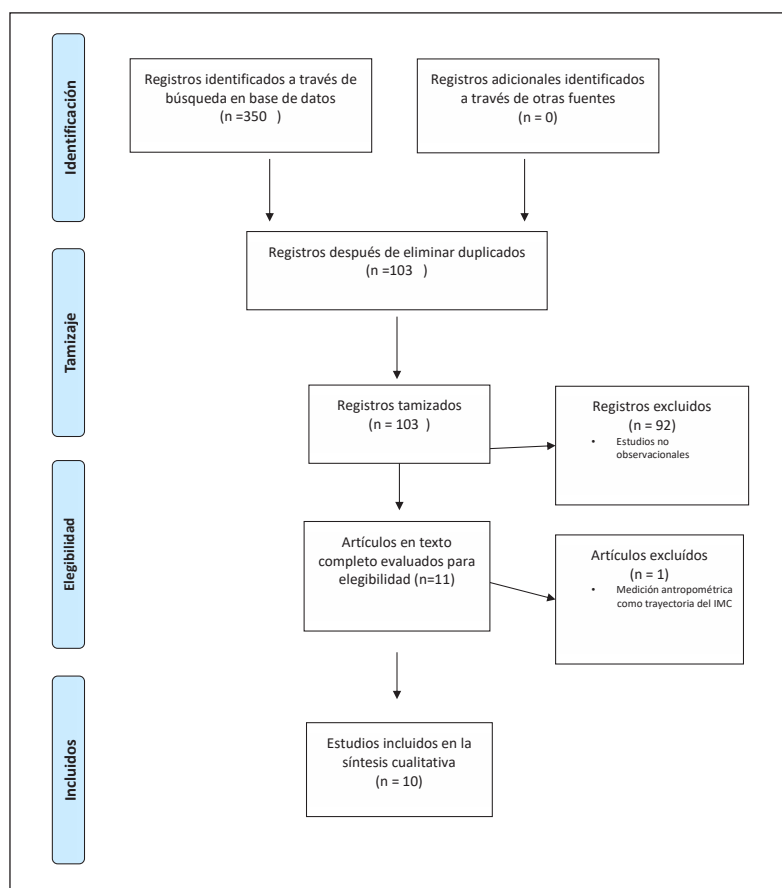 Identificación
Registros identificados a través de
búsqueda en base de datos
(n =350 )
Registros adicionales identificados
a través de otras fuentes
(n = 0)
Tamizaje
Registros después de eliminar duplicados
(n =103 )
Registros tamizados
(n = 103 )
Registros excluidos
(n = 92)
• Estudios no
observacionales
Elegibilidad
Artículos en texto
completo evaluados para
elegibilidad (n=11)
Artículos excluídos
(n = 1)
• Medición antropométrica
como trayectoria del IMC
Incluidos
Estudios incluidos en la
síntesis cualitativa
(n = 10)